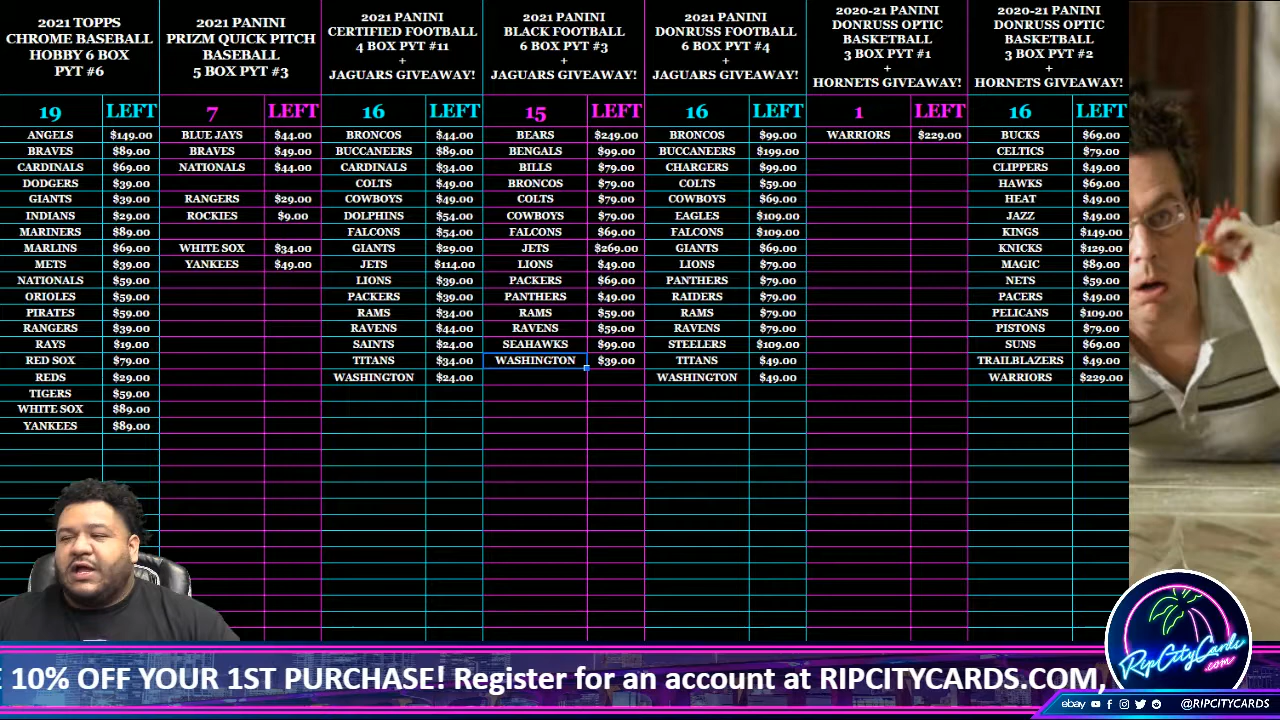 2021 TOPPS
CHROME BASEBALL
HOBBY 6 BOX
PYT #6
19 LEFT
ANGELS $149.00
BRAVES $89.00
CARDINALS $69.00
DODGERS $39.00
GIANTS $39.00
INDIANS $29.00
MARINERS $89.00
MARLINS $69.00
METS $39.00
NATIONALS $59.00
ORIOLES $59.00
PIRATES $59.00
RANGERS $39.00
RAYS $19.00
RED SOX $79.00
REDS $29.00
TIGERS $59.00
WHITE SOX $89.00
YANKEES $89.00
2021 PANINI
PRIZM QUICK PITCH
BASEBALL
5 BOX PYT #3
7 LEFT
BLUE JAYS $44.00
BRAVES $49.00
NATIONALS $44.00
RANGERS $29.00
ROCKIES $9.00
WHITE SOX $34.00
YANKEES $49.00
2021 PANINI
CERTIFIED FOOTBALL
4 BOX PYT #11
+
JAGUARS GIVEAWAY!
16 LEFT
BRONCOS $44.00
BUCCANEERS $89.00
CARDINALS $34.00
COLTS $49.00
COWBOYS $49.00
DOLPHINS $54.00
FALCONS $54.00
GIANTS $29.00
JETS $114.00
LIONS $39.00
PACKERS $39.00
RAMS $34.00
RAVENS $44.00
SAINTS $24.00
TITANS $34.00
WASHINGTON $24.00
2021 PANINI
BLACK FOOTBALL
6 BOX PYT #3
+
JAGUARS GIVEAWAY!
15 LEFT
BEARS $249.00
BENGALS $99.00
BILLS $79.00
BRONCOS $79.00
COLTS $79.00
COWBOYS $79.00
FALCONS $69.00
JETS $269.00
LIONS $49.00
PACKERS $69.00
PANTHERS $49.00
RAMS $59.00
RAVENS $59.00
SEAHAWKS $99.00
WASHINGTON $39.00
2021 PANINI
DONRUSS FOOTBALL
6 BOX PYT #4
+
JAGUARS GIVEAWAY!
16 LEFT
BRONCOS $99.00
BUCCANEERS $199.00
CHARGERS $99.00
COLTS $59.00
COWBOYS $69.00
EAGLES $109.00
FALCONS $109.00
GIANTS $69.00
LIONS $79.00
PANTHERS $79.00
RAIDERS $79.00
RAMS $79.00
RAVENS $79.00
STEELERS $109.00
TITANS $49.00
WASHINGTON $49.00
2020-21 PANINI
DONRUSS OPTIC
BASKETBALL
3 BOX PYT #1
+
HORNETS GIVEAWAY!
1 LEFT
WARRIORS $229.00
2020-21 PANINI
DONRUSS OPTIC
BASKETBALL
3 BOX PYT #2
+
HORNETS GIVEAWAY!
16 LEFT
BUCKS $69.00
CELTICS $79.00
CLIPPERS $49.00
HAWKS $69.00
HEAT $49.00
JAZZ $49.00
KINGS $149.00
KNICKS $129.00
MAGIC $89.00
NETS $59.00
PACERS $49.00
PELICANS $109.00
PISTONS $79.00
SUNS $69.00
TRAILBLAZERS $49.00
WARRIORS $229.00
10% OFF YOUR 1ST PURCHASE! Register for an account at RIPCITYCARDS.COM,
RipCityCards
.com
ebay @RIPCITYCARDS